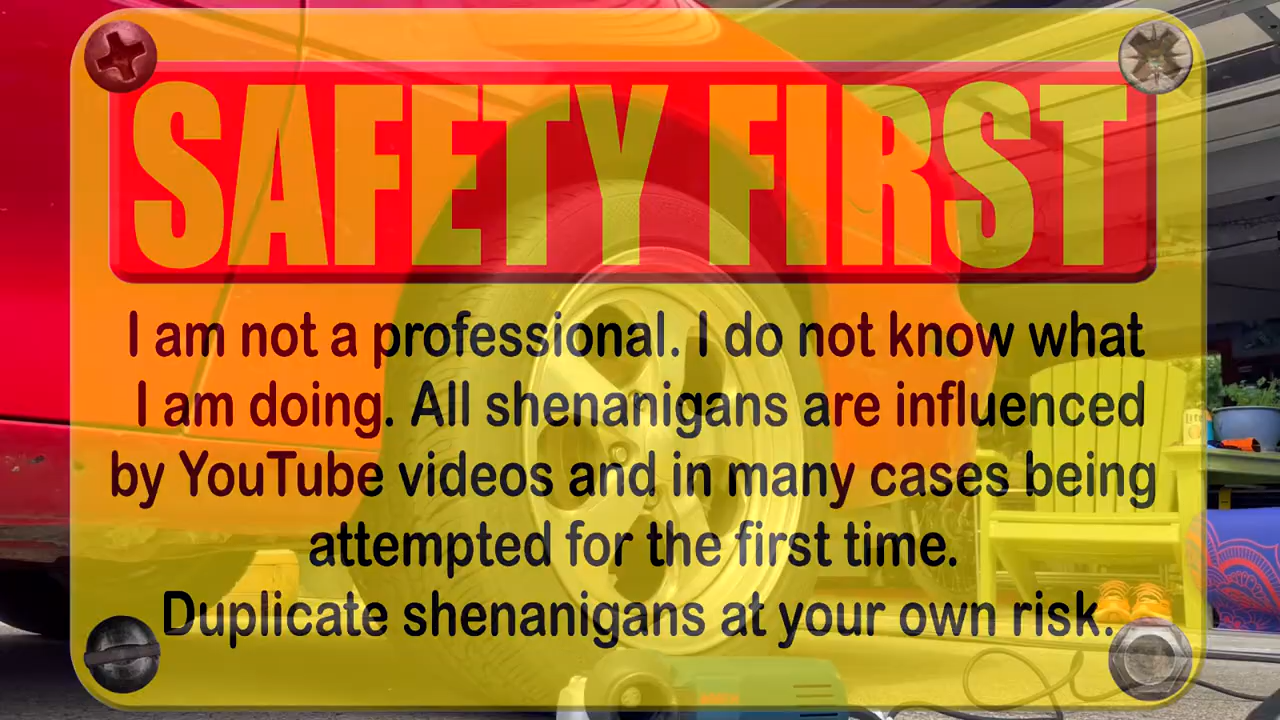 SAFETY FIRST
I am not a professional. I do not know what
I am doing. All shenanigans are influenced
by YouTube videos and in many cases being
attempted for the first time.
Duplicate shenanigans at your own risk.